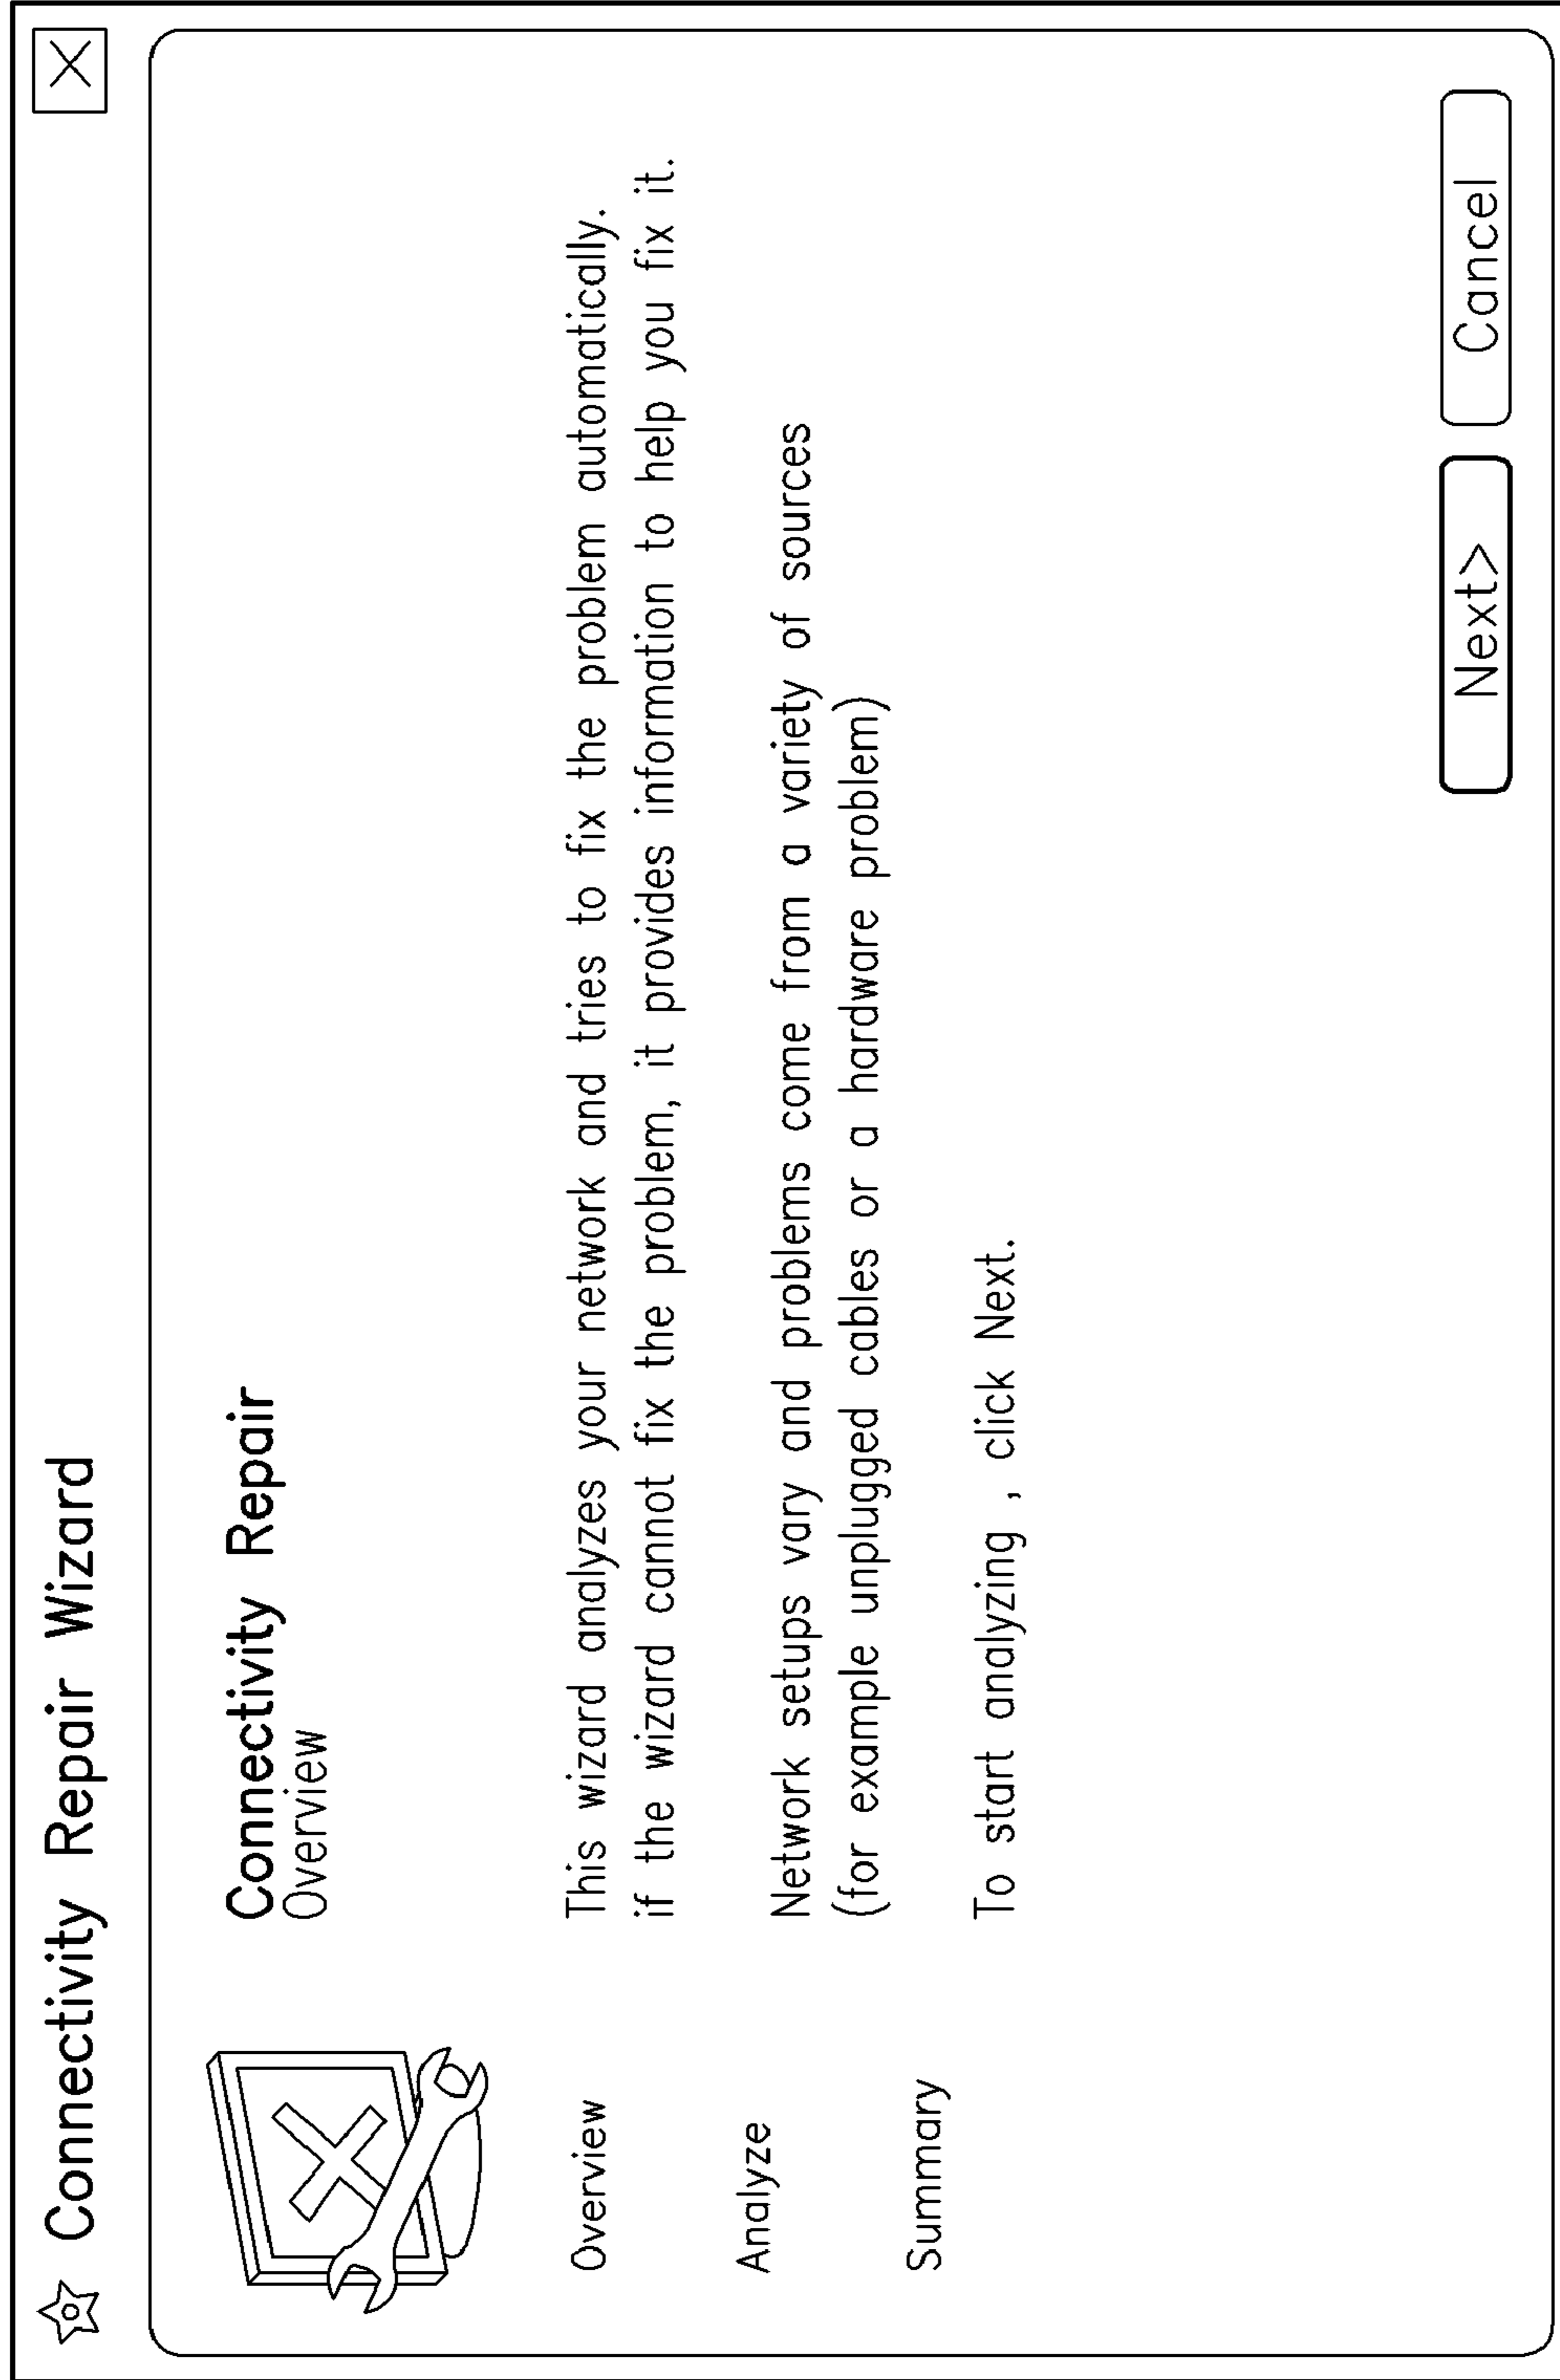 Connectivity Repair Wizard
Connectivity Repair
Overview
Overview
Analyze
Summary
This wizard analyzes your network and tries to fix the problem automatically.
if the wizard cannot fix the problem, it provides information to help you fix it.
Network setups vary and problems come from a variety of sources
(for example unplugged cables or a hardware problem)
To start analyzing , click Next.
Next>
Cancel